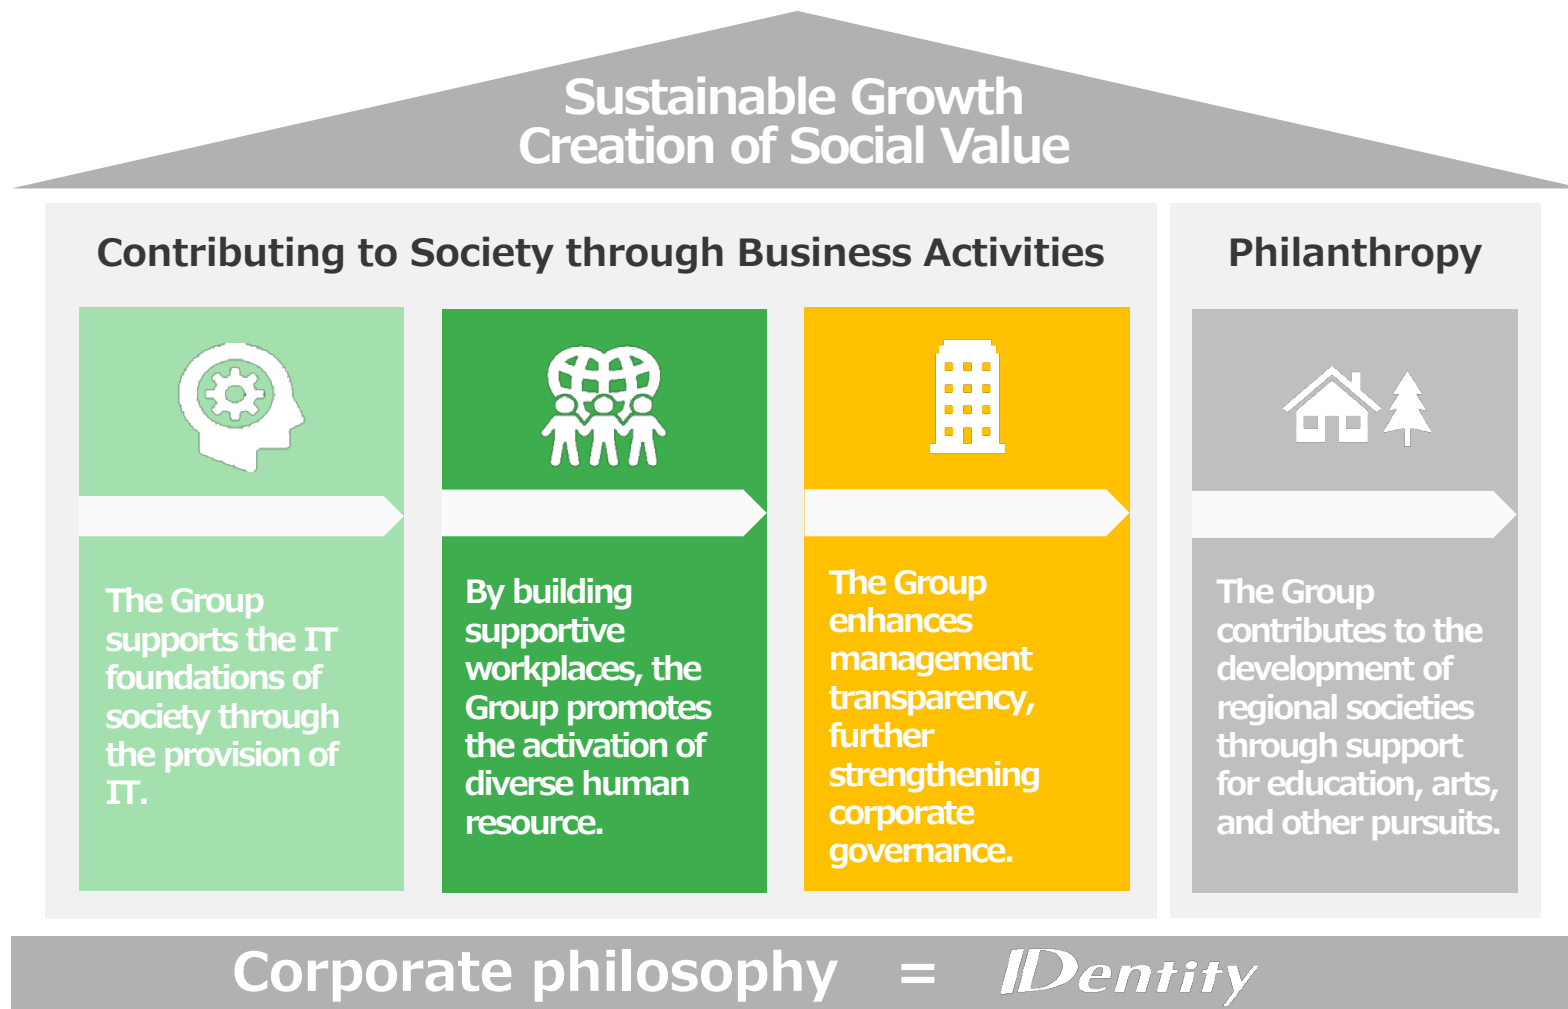 Sustainable Growth
Creation of Social Value
Contributing to Society through Business Activities
Philanthropy
The Group
supports the IT
foundations of
society through
the provision of
IT.
By building
supportive
workplaces, the
Group promotes
the activation of
diverse human
resource.
The Group
enhances
management
transparency,
further
strengthening
corporate
governance.
The Group
contributes to the
development of
regional societies
through support
for education, arts,
and other pursuits.
Corporate philosophy = IDentity